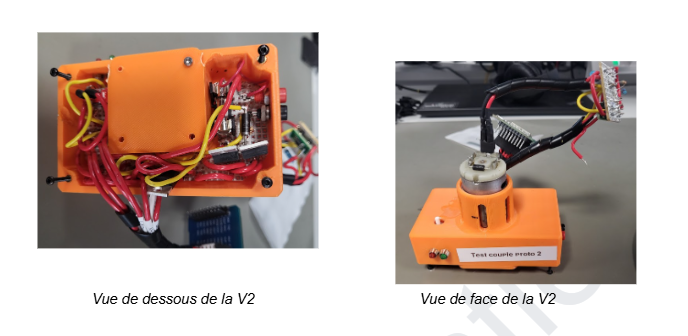 Test couple Proto 2
Vue de dessous de la V2
Vue de face de la V2